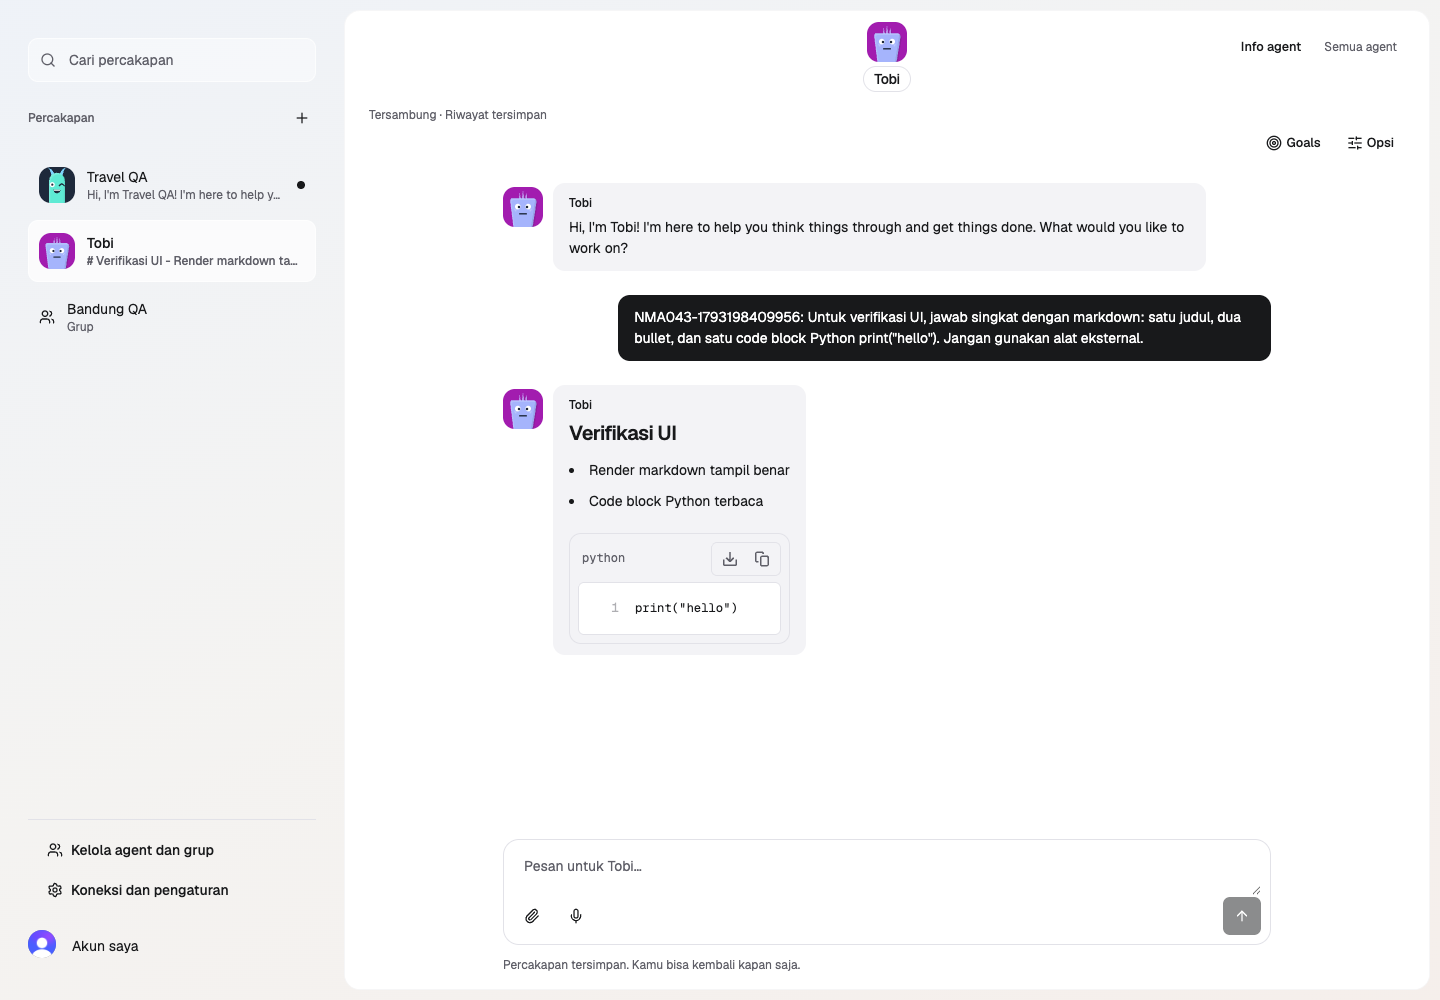 Cari percakapan
Percakapan
Travel QA
Hi, I'm Travel QA! I'm here to help y...
Tobi
# Verifikasi UI - Render markdown ta...
Bandung QA
Grup
Kelola agent dan grup
Koneksi dan pengaturan
Akun saya
Tobi
Info agent
Semua agent
Tersambung · Riwayat tersimpan
Goals
Opsi
Tobi
Hi, I'm Tobi! I'm here to help you think things through and get things done. What would you like to
work on?
NMA043-1793198409956: Untuk verifikasi UI, jawab singkat dengan markdown: satu judul, dua
bullet, dan satu code block Python print("hello"). Jangan gunakan alat eksternal.
Tobi
Verifikasi UI
• Render markdown tampil benar
• Code block Python terbaca
python
1 print("hello")
Pesan untuk Tobi...
Percakapan tersimpan. Kamu bisa kembali kapan saja.